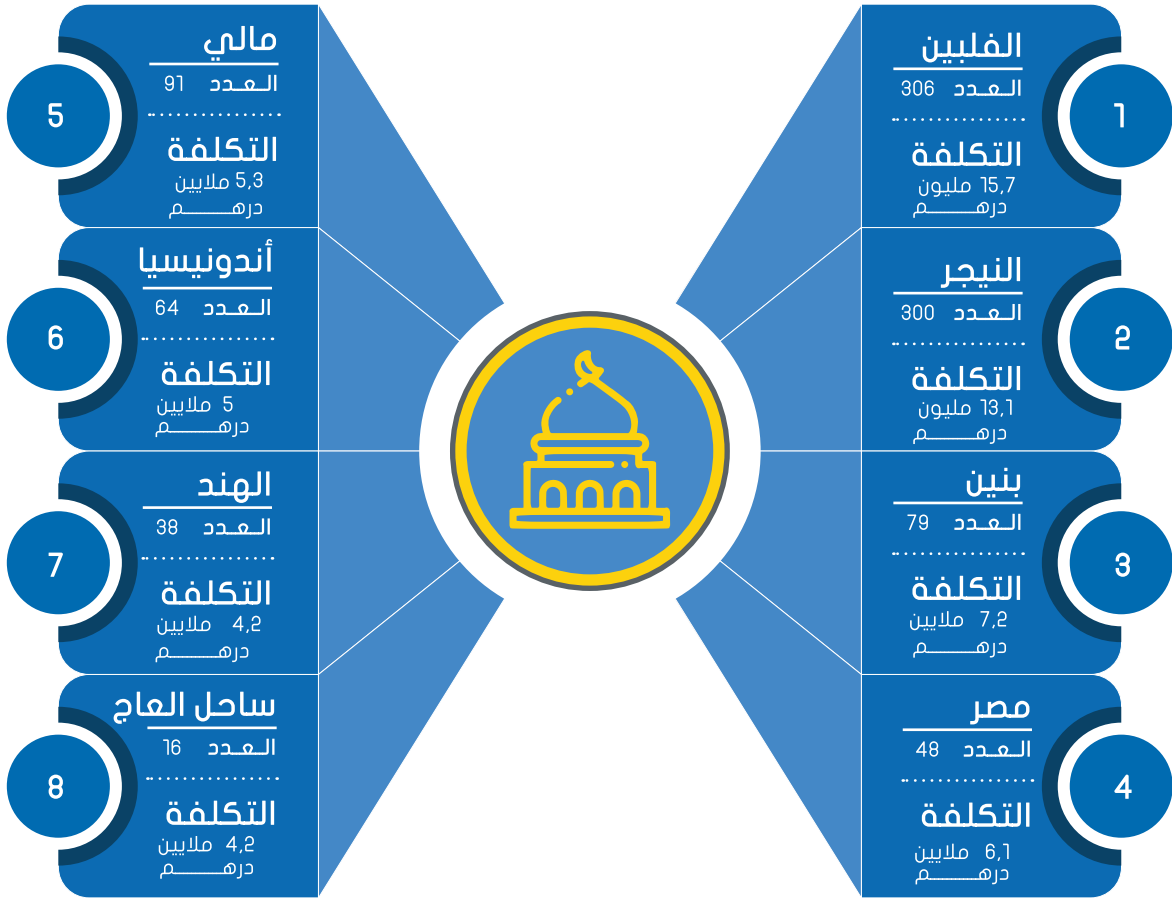 1
الفلبين
العدد 306
التكلفة
15,7 مليون
درهم
2
النيجر
العدد 300
التكلفة
13,1 مليون
درهم
3
بنين
العدد 79
التكلفة
7,2 ملايين
درهم
4
مصر
العدد 48
التكلفة
6,1 ملايين
درهم
5
مالي
العدد 91
التكلفة
5,3 ملايين
درهم
6
أندونيسيا
العدد 64
التكلفة
5 ملايين
درهم
7
الهند
العدد 38
التكلفة
4,2 ملايين
درهم
8
ساحل العاج
العدد 16
التكلفة
4,2 ملايين
درهم